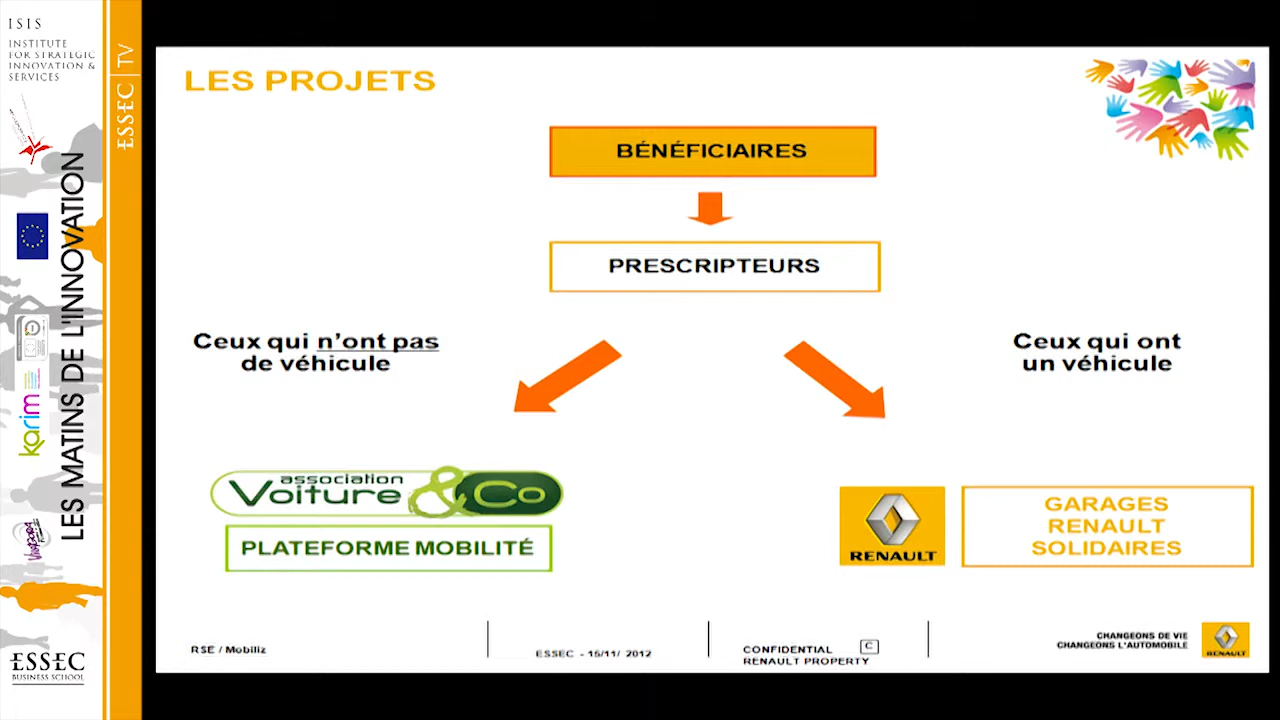 ISIS
INSTITUTE
FOR STRATEGIC
INNOVATION &
SERVICES
ESSEC | TV
LES MATINS DE L'INNOVATION
karim
ESSEC
BUSINESS SCHOOL
LES PROJETS
BÉNÉFICIAIRES
PRESCRIPTEURS
Ceux qui n'ont pas
de véhicule
Ceux qui ont
un véhicule
association
Voiture & Co
PLATEFORME MOBILITÉ
RENAULT
GARAGES
RENAULT
SOLIDAIRES
RSE / Mobiliz
ESSEC - 15/11/ 2012
CONFIDENTIAL C
RENAULT PROPERTY
CHANGEONS DE VIE
CHANGEONS L'AUTOMOBILE
RENAULT